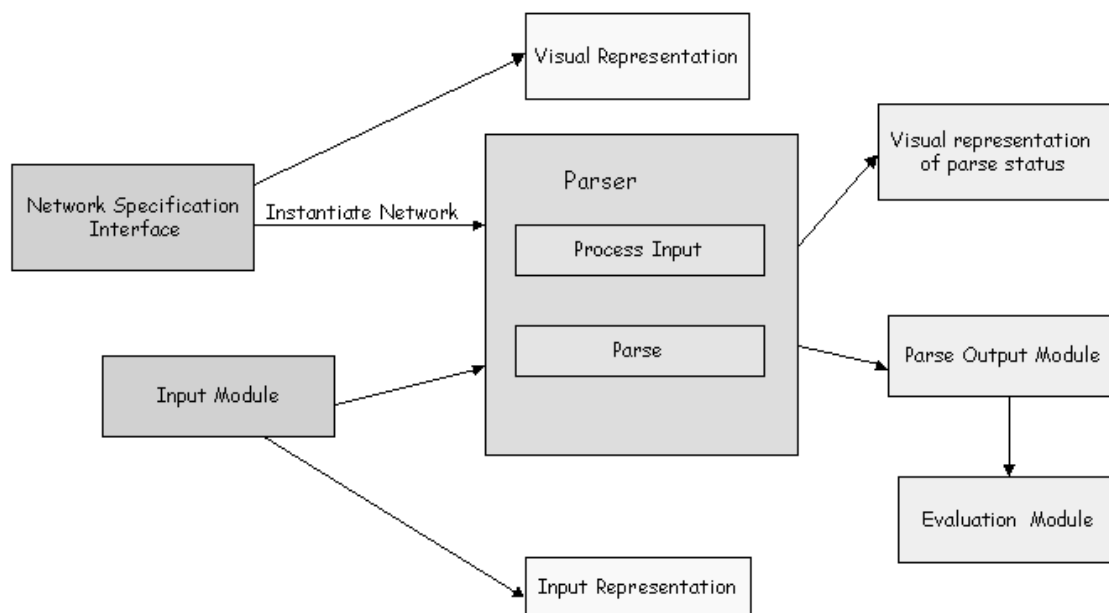 Visual Representation
Visual representation
of parse status
Parser
Network Specification
Interface
Instantiate Network
Process Input
Parse
Parse Output Module
Input Module
Evaluation Module
Input Representation